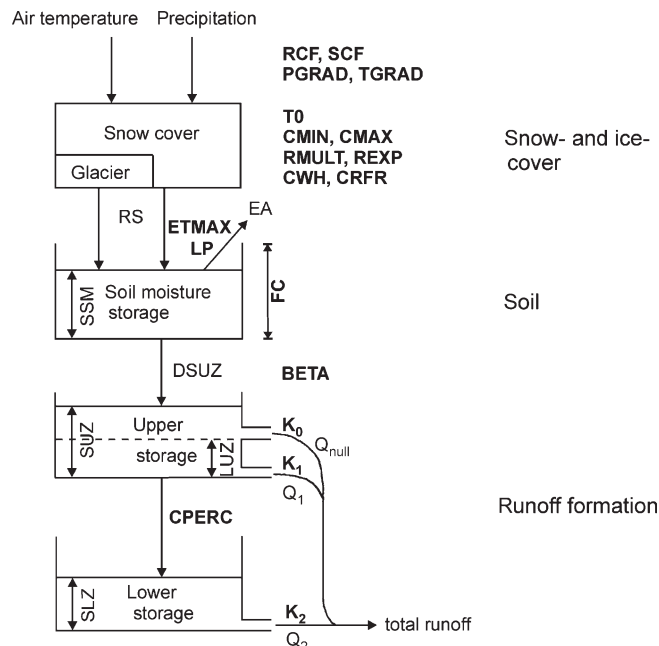 Air temperature
Precipitation
RCF, SCF
PGRAD, TGRAD
T0
CMIN, CMAX
RMULT, REXP
CWH, CRFR
Snow cover
Glacier
Snow- and ice-
cover
RS
ETMAX
LP
EA
SSM
Soil moisture
storage
FC
Soil
DSUZ
BETA
SUZ
Upper
storage
LUZ
K0
Qnull
K1
Q1
Runoff formation
CPERC
SLZ
Lower
storage
K2
total runoff
Q2